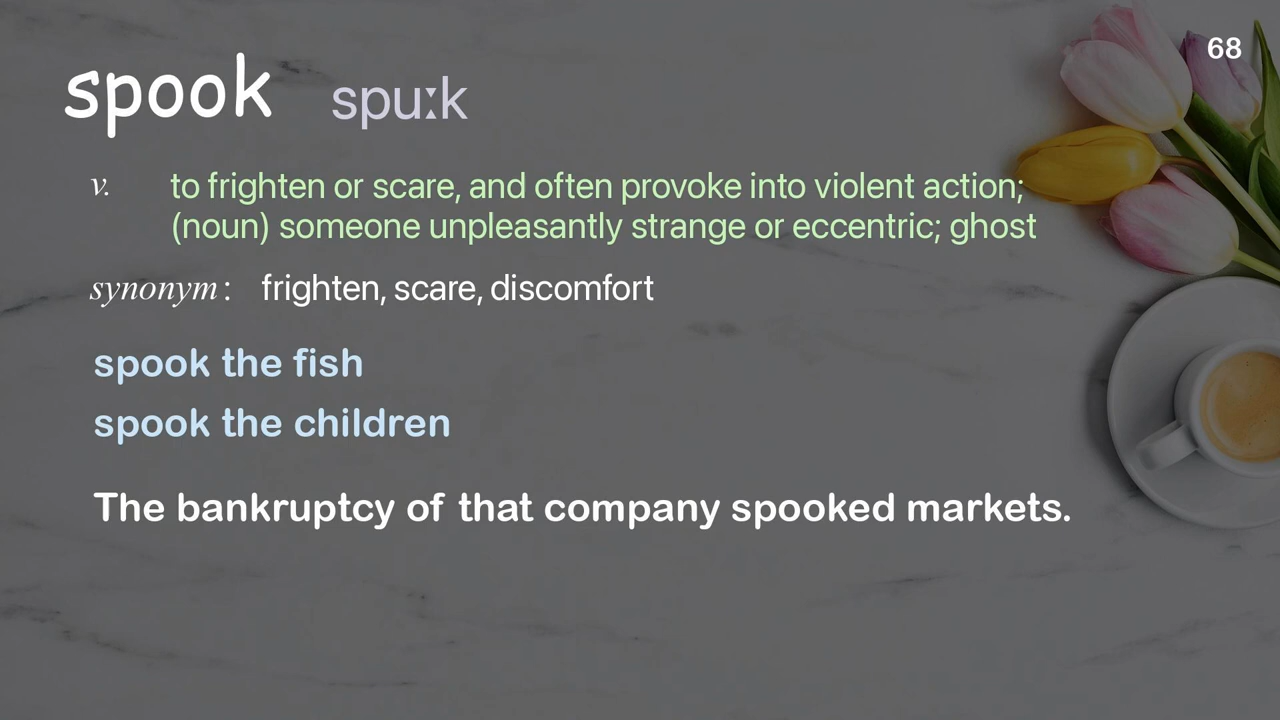 68
spook spuːk
v. to frighten or scare, and often provoke into violent action;
(noun) someone unpleasantly strange or eccentric; ghost
synonym: frighten, scare, discomfort
spook the fish
spook the children
The bankruptcy of that company spooked markets.